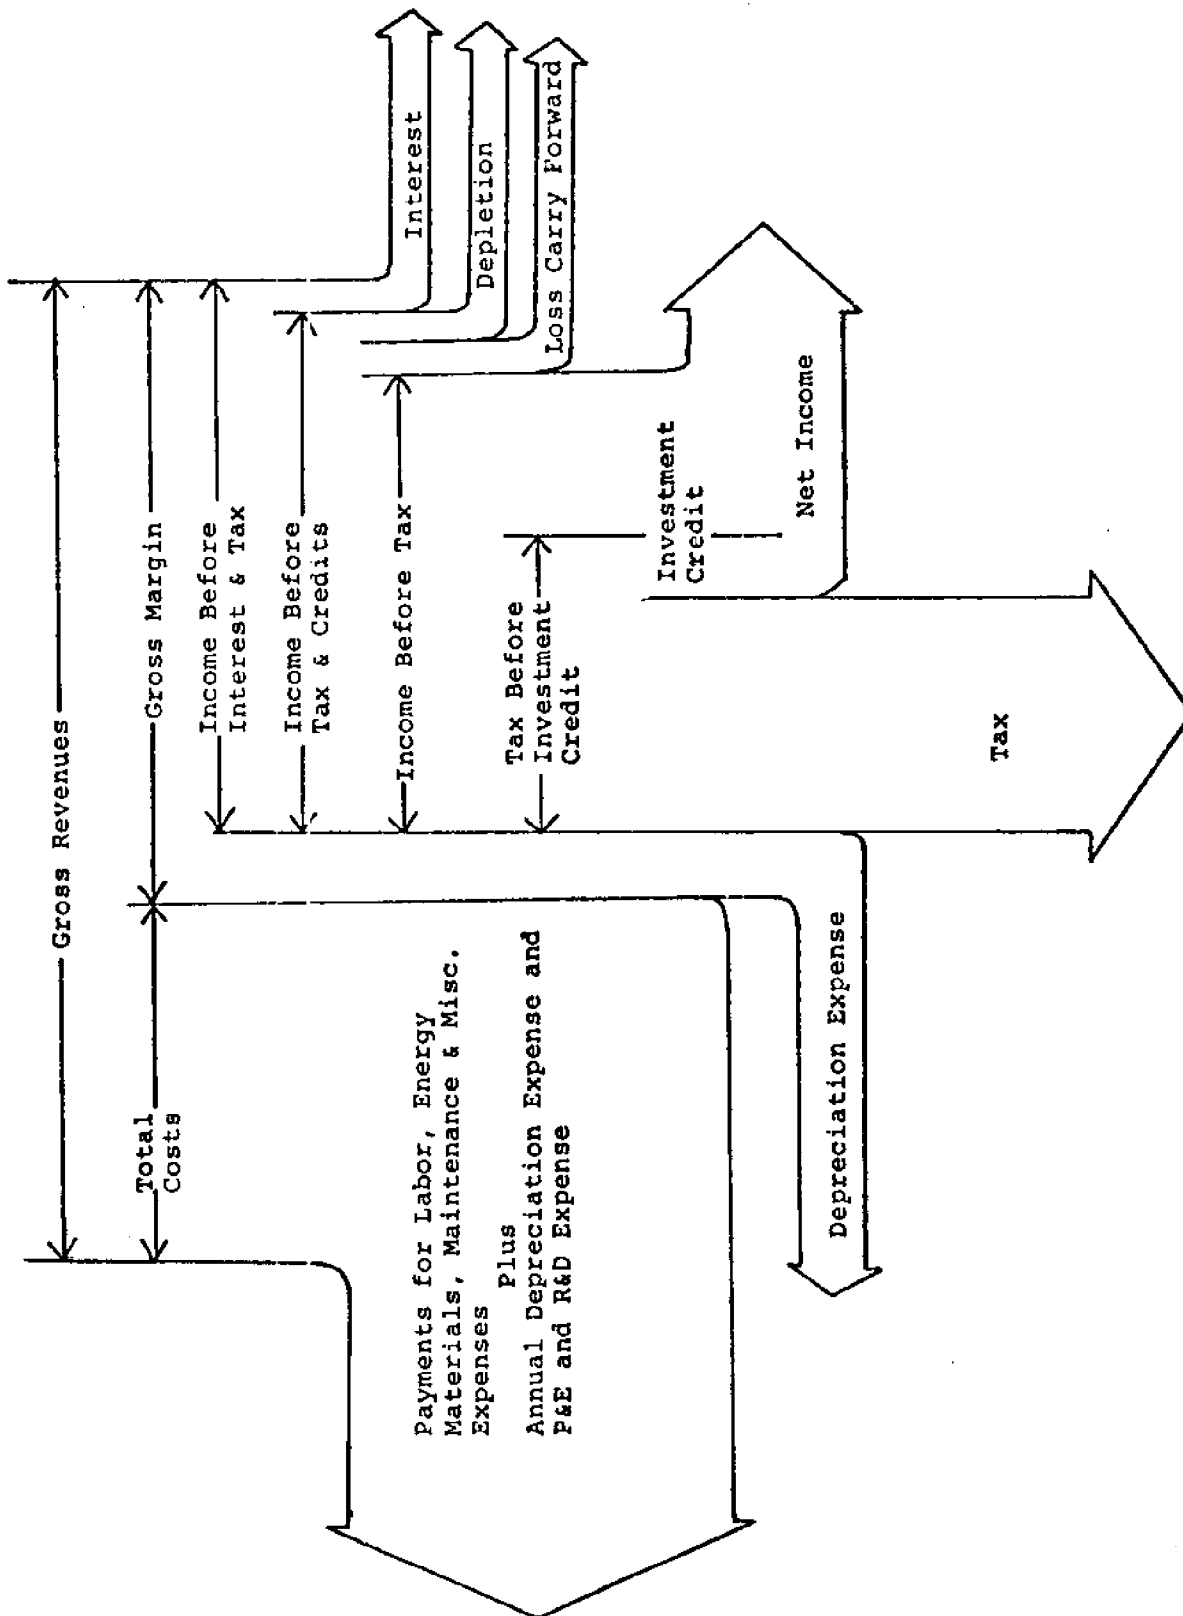 Gross Revenues
Total
Costs
Gross Margin
Income Before
Interest & Tax
Income Before
Tax & Credits
Income Before Tax
Tax Before
Investment
Credit
Investment
Credit
Interest
Depletion
Loss Carry Forward
Net Income
Payments for Labor, Energy
Materials, Maintenance & Misc.
Expenses
Plus
Annual Depreciation Expense and
P&E and R&D Expense
Depreciation Expense
Tax